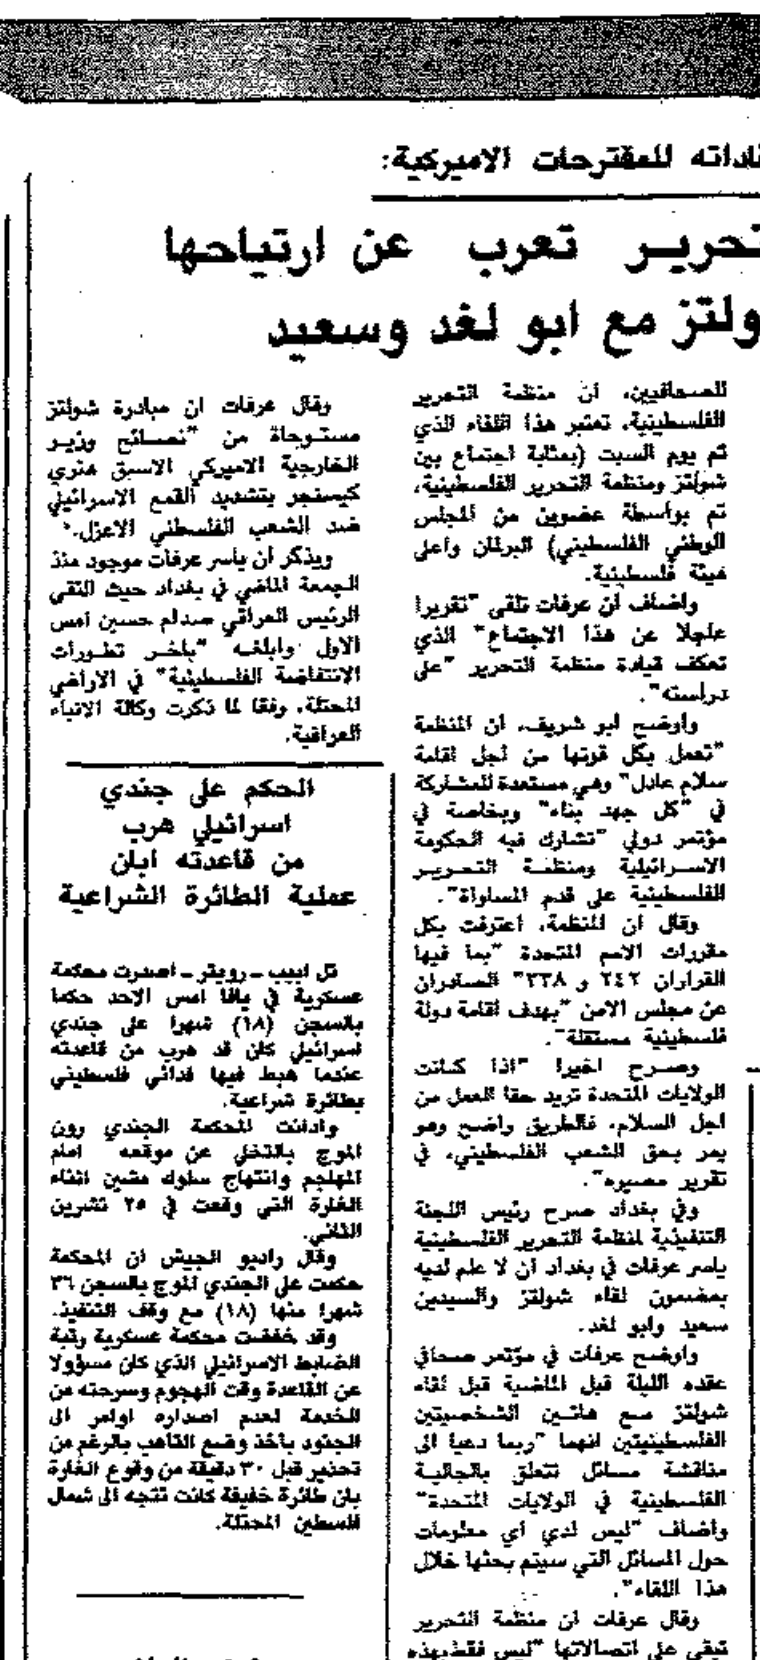 اداته للمقترحات الاميركية:
تحرير تعرب عن ارتياحها
ولتز مع ابو لغد وسعيد
للصحافيين، ان منظمة التحرير
الفلسطينية، تعتبر هذا اللقاء الذي
تم يوم السبت (بمثابة اجتماع بين
شولتز ومنظمة التحرير الفلسطينية،
تم بواسطة عضوين من المجلس
الوطني الفلسطيني) البرلمان واعلى
هيئة فلسطينية.
واضاف ان عرفات تلقى "تقريرا
عاجلا عن هذا الاجتماع" الذي
تعكف قيادة منظمة التحرير "على
دراسته".
واوضح ابو شريف، ان المنظمة
"تعمل بكل قوتها من اجل اقامة
سلام عادل" وهي مستعدة للمشاركة
في "كل جهد بناء" وبخاصة في
مؤتمر دولي "تشارك فيه الحكومة
الاسرائيلية ومنظمة التحرير
الفلسطينية على قدم المساواة".
وقال ان المنظمة، اعترفت بكل
مقررات الامم المتحدة "بما فيها
القراران ٢٤٢ و ٣٣٨" الصادران
عن مجلس الامن "بهدف اقامة دولة
فلسطينية مستقلة".
وصرح اخيرا "اذا كانت
الولايات المتحدة تريد حقا العمل من
اجل السلام، فالطريق واضح وهو
يمر بحق الشعب الفلسطيني، في
تقرير مصيره".
وفي بغداد صرح رئيس اللجنة
التنفيذية لمنظمة التحرير الفلسطينية
ياسر عرفات في بغداد ان لا علم لديه
بمضمون لقاء شولتز والسيدين
سعيد وابو لغد.
واوضح عرفات في مؤتمر صحافي
عقده الليلة قبل الماضية قبل لقاء
شولتز مع هاتين الشخصيتين
الفلسطينيتين انهما "ربما دعيا الى
مناقشة مسائل تتعلق بالجالية
الفلسطينية في الولايات المتحدة"
واضاف "ليس لدي اي معلومات
حول المسائل التي سيتم بحثها خلال
هذا اللقاء".
وقال عرفات ان منظمة التحرير
تبقي على اتصالاتها "ليس فقط بهذه
وقال عرفات ان مبادرة شولتز
مستوحاة من "نصائح وزير
الخارجية الاميركي الاسبق هنري
كيسنجر بتشديد القمع الاسرائيلي
ضد الشعب الفلسطيني الاعزل."
ويذكر ان ياسر عرفات موجود منذ
الجمعة الماضي في بغداد حيث التقى
الرئيس العراقي صدام حسين امس
الاول وابلغه "باخر تطورات
الانتفاضة الفلسطينية" في الاراضي
المحتلة، وفقا لما ذكرت وكالة الانباء
العراقية.
الحكم على جندي
اسرائيلي هرب
من قاعدته ابان
عملية الطائرة الشراعية
تل ابيب ـ رويتر ـ اصدرت محكمة
عسكرية في يافا امس الاحد حكما
بالسجن (١٨) شهرا على جندي
اسرائيلي كان قد هرب من قاعدته
عندما هبط فيها فدائي فلسطيني
بطائرة شراعية.
وادانت المحكمة الجندي رون
الموج بالتخلي عن موقعه امام
المهاجم وانتهاج سلوك مشين اثناء
الغارة التي وقعت في ٢٥ تشرين
الثاني.
وقال راديو الجيش ان المحكمة
حكمت على الجندي الموج بالسجن ٣٦
شهرا منها (١٨) مع وقف التنفيذ.
وقد خفضت محكمة عسكرية رتبة
الضابط الاسرائيلي الذي كان مسؤولا
عن القاعدة وقت الهجوم وسرحته من
الخدمة لعدم اصداره اوامر الى
الجنود باخذ وضع التاهب بالرغم من
تحذير قبل ٣٠ دقيقة من وقوع الغارة
بان طائرة خفيفة كانت تتجه الى شمال
فلسطين المحتلة.